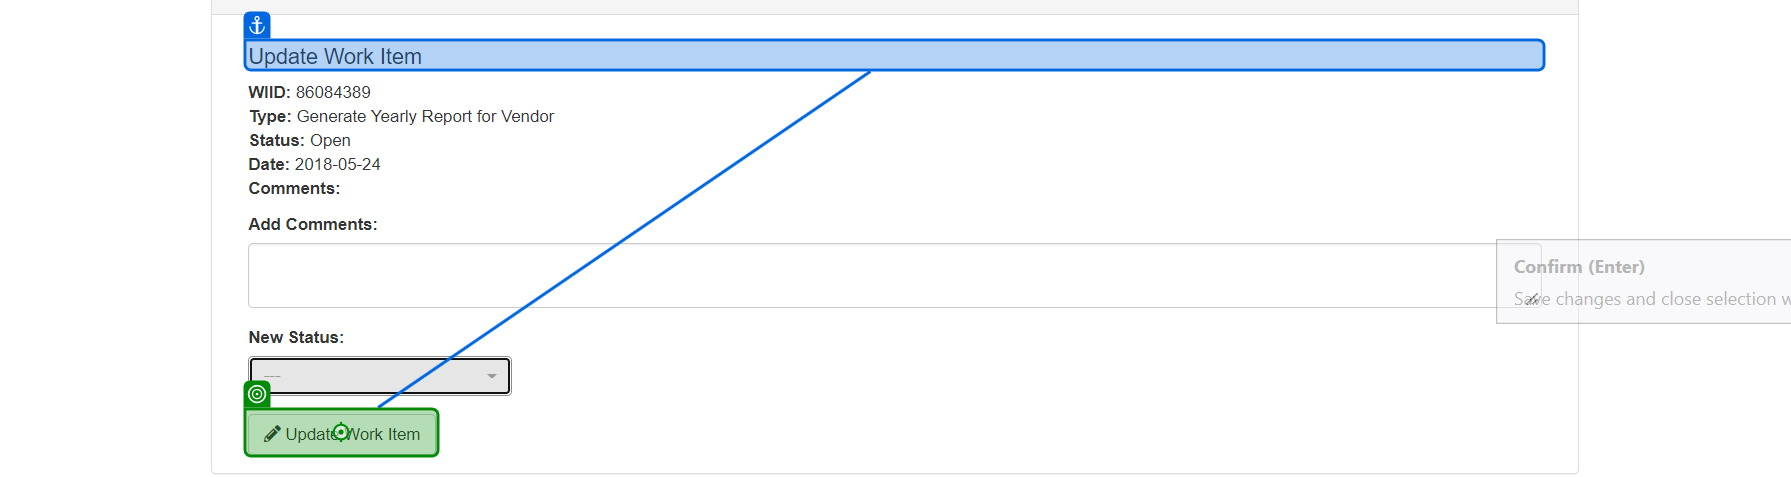 Update Work Item
WIID: 86084389
Type: Generate Yearly Report for Vendor
Status: Open
Date: 2018-05-24
Comments:
Add Comments:
Confirm (Enter)
Save changes and close selection w
New Status:
---
Update Work Item